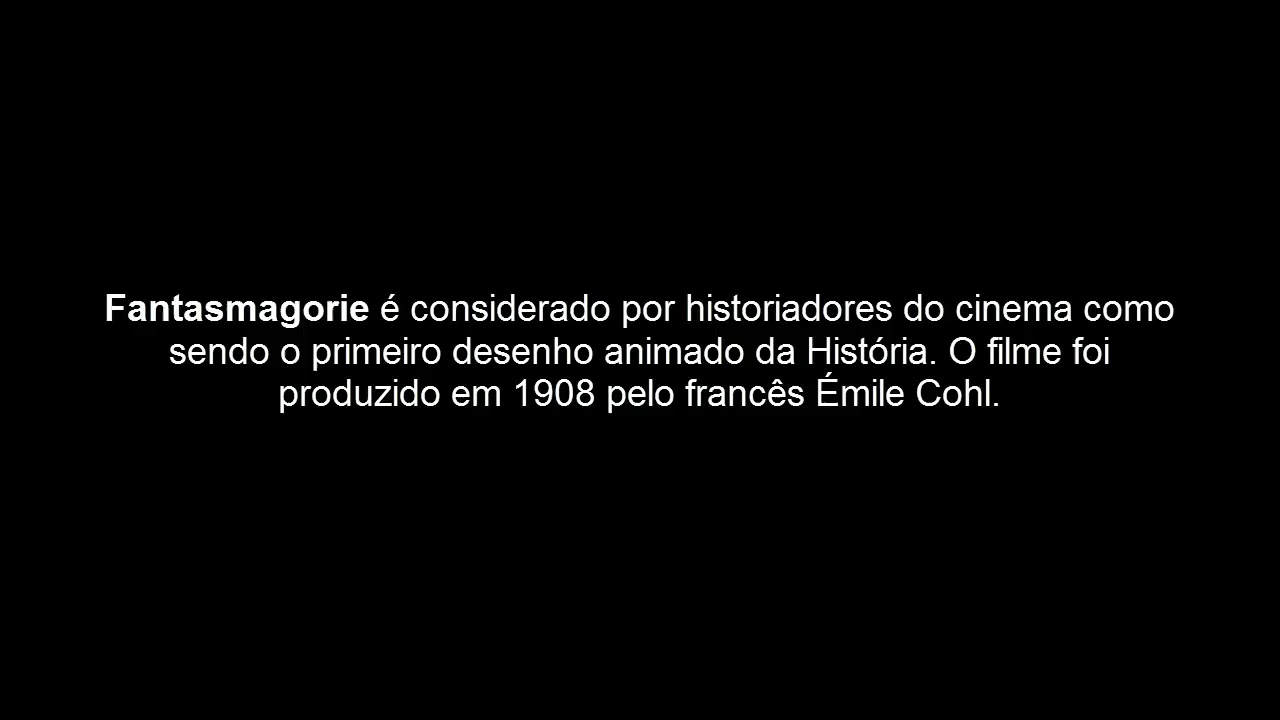 Fantasmagorie é considerado por historiadores do cinema como
sendo o primeiro desenho animado da História. O filme foi
produzido em 1908 pelo francês Émile Cohl.